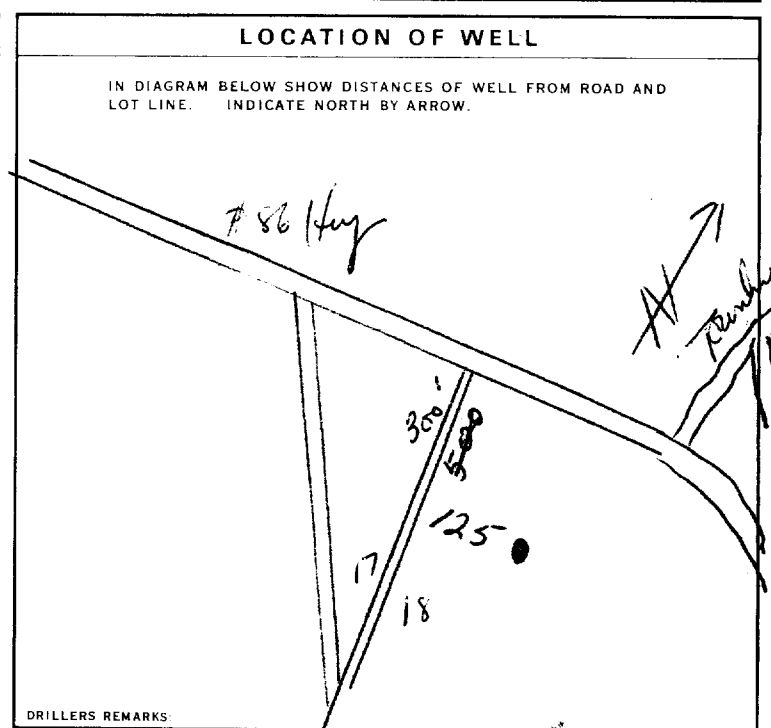 LOCATION OF WELL
IN DIAGRAM BELOW SHOW DISTANCES OF WELL FROM ROAD AND
LOT LINE. INDICATE NORTH BY ARROW.
# 86 Hwy
N
300'
500
125
17
18
DRILLERS REMARKS: